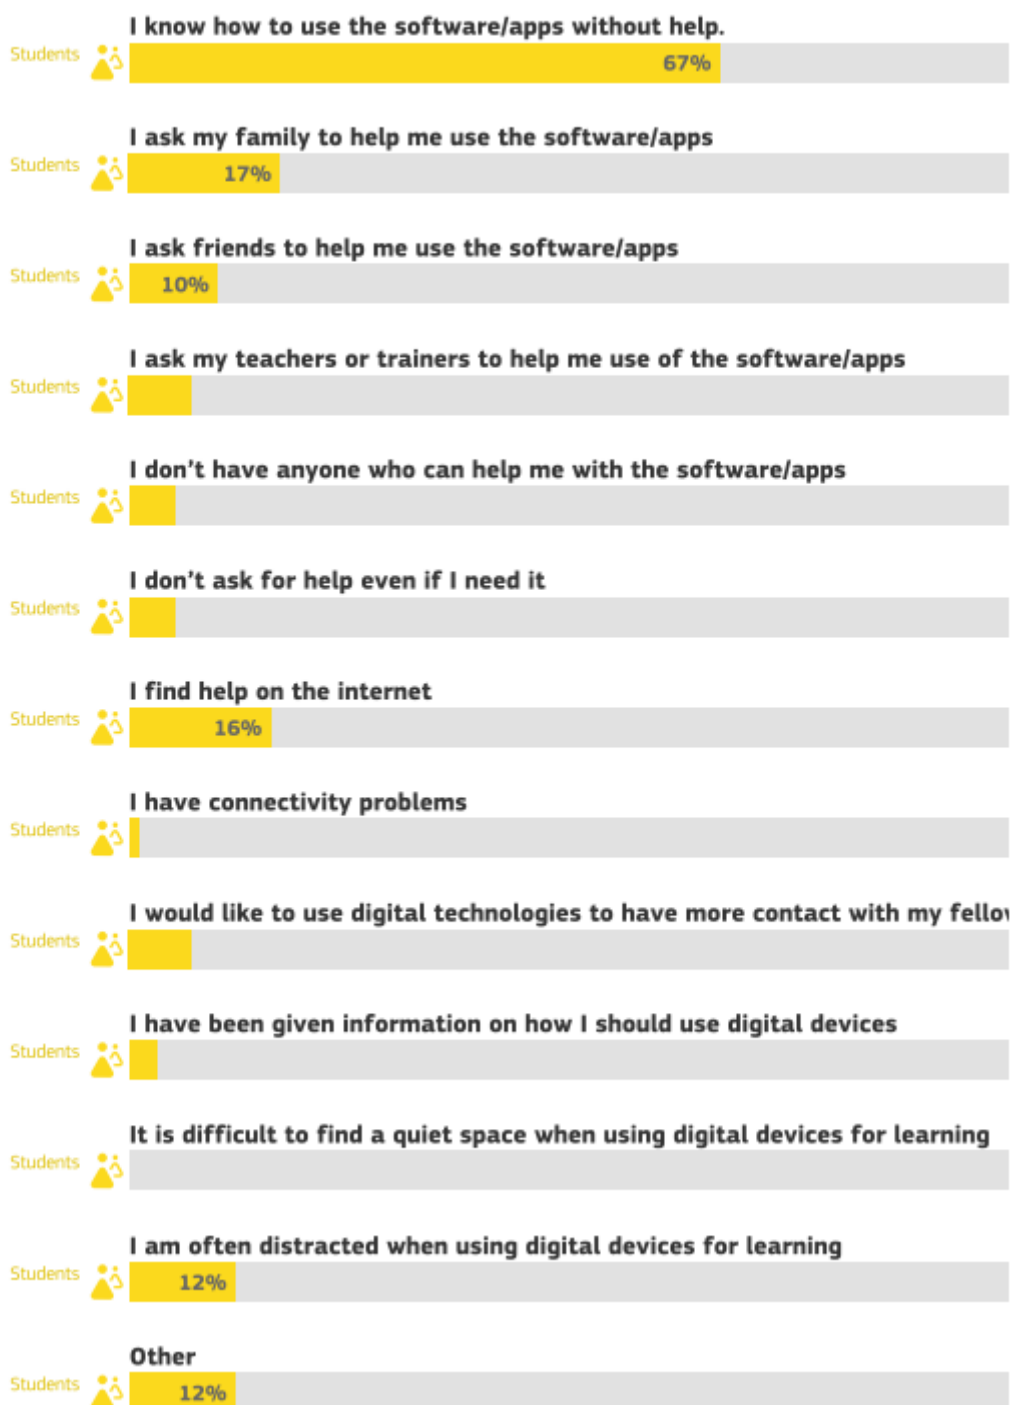 I know how to use the software/apps without help.
Students
67%
I ask my family to help me use the software/apps
Students
17%
I ask friends to help me use the software/apps
Students
10%
I ask my teachers or trainers to help me use of the software/apps
Students
I don't have anyone who can help me with the software/apps
Students
I don't ask for help even if I need it
Students
I find help on the internet
Students
16%
I have connectivity problems
Students
I would like to use digital technologies to have more contact with my
Students
I have been given information on how I should use digital devices
Students
It is difficult to find a quiet space when using digital devices for learning
Students
I am often distracted when using digital devices for learning
Students
12%
Other
Students
12%